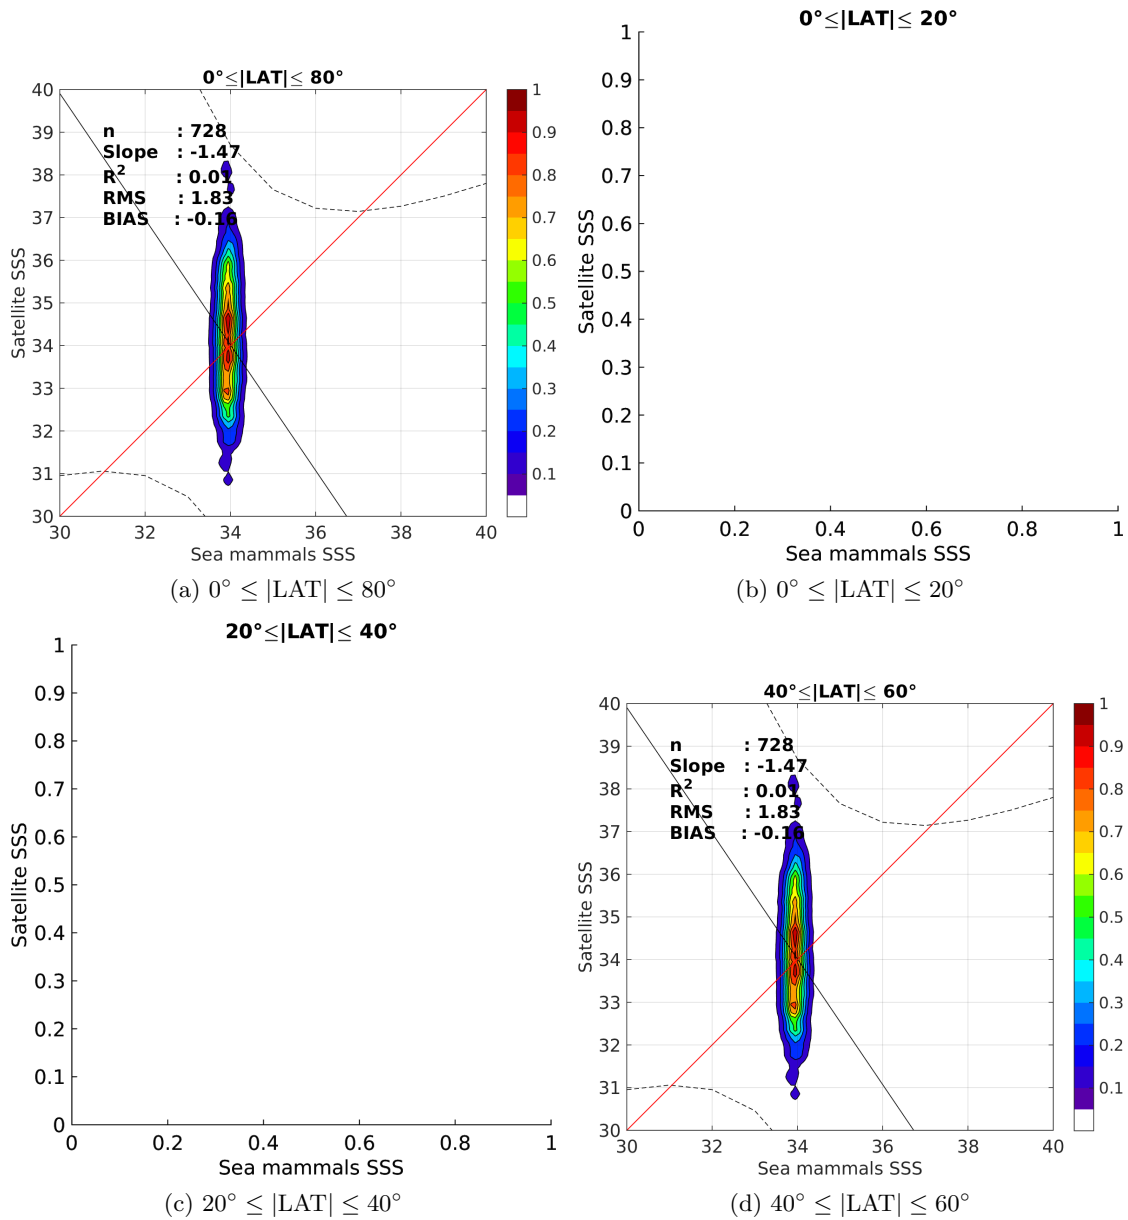 0°≤|LAT|≤ 80°
40
39
38
37
36
35
34
33
32
31
30
30 32 34 36 38 40
Satellite SSS
Sea mammals SSS
n : 728
Slope : -1.47
R2 : 0.01
RMS : 1.83
BIAS : -0.16
1
0.9
0.8
0.7
0.6
0.5
0.4
0.3
0.2
0.1
(a) 0° ≤ |LAT| ≤ 80°
0°≤|LAT|≤ 20°
1
0.9
0.8
0.7
0.6
0.5
0.4
0.3
0.2
0.1
0
0 0.2 0.4 0.6 0.8 1
Satellite SSS
Sea mammals SSS
(b) 0° ≤ |LAT| ≤ 20°
20°≤|LAT|≤ 40°
1
0.9
0.8
0.7
0.6
0.5
0.4
0.3
0.2
0.1
0
0 0.2 0.4 0.6 0.8 1
Satellite SSS
Sea mammals SSS
(c) 20° ≤ |LAT| ≤ 40°
40°≤|LAT|≤ 60°
40
39
38
37
36
35
34
33
32
31
30
30 32 34 36 38 40
Satellite SSS
Sea mammals SSS
n : 728
Slope : -1.47
R2 : 0.01
RMS : 1.83
BIAS : -0.16
1
0.9
0.8
0.7
0.6
0.5
0.4
0.3
0.2
0.1
(d) 40° ≤ |LAT| ≤ 60°